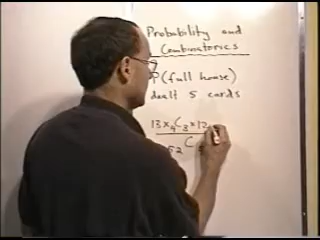 Probability and
Combinatorics
P(full house)
dealt 5 cards
13 x ₄C₃ x 12
52 C